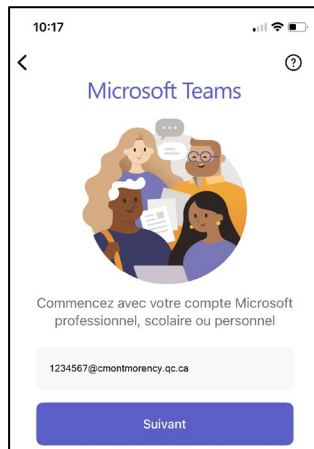 10:17
Microsoft Teams
Commencez avec votre compte Microsoft
professionnel, scolaire ou personnel
1234567@cmontmorency.qc.ca
Suivant